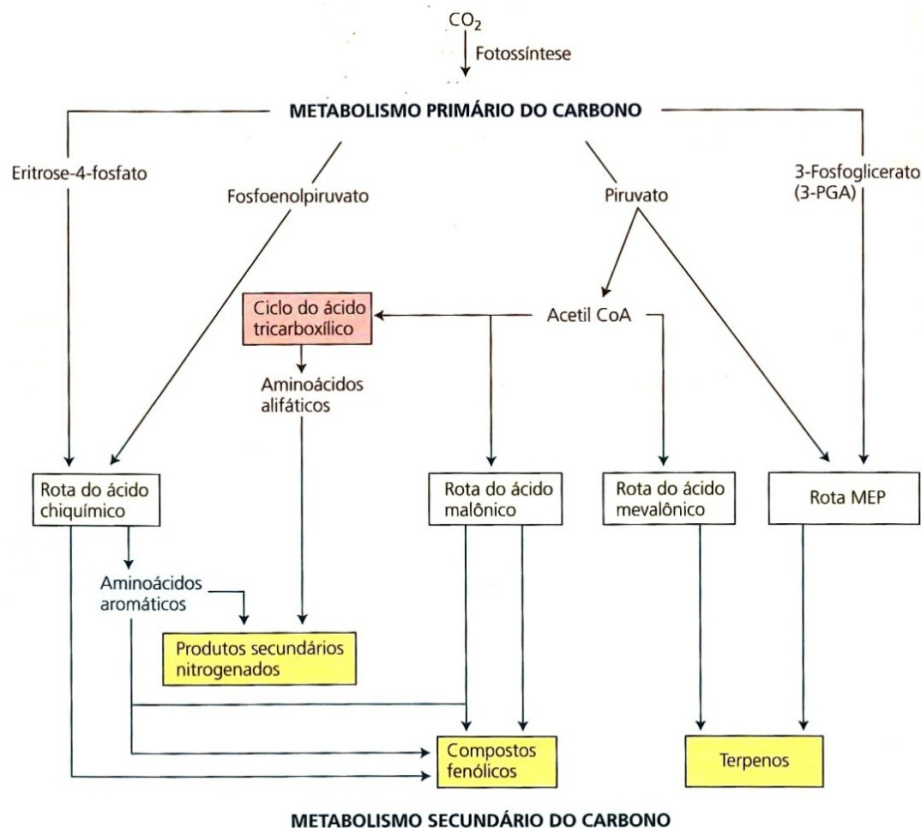 CO₂
Fotossíntese
METABOLISMO PRIMÁRIO DO CARBONO
Eritrose-4-fosfato
Fosfoenolpiruvato
Piruvato
3-Fosfoglicerato
(3-PGA)
Ciclo do ácido
tricarboxílico
Acetil CoA
Aminoácidos
alifáticos
Rota do ácido
chiquímico
Rota do ácido
malônico
Rota do ácido
mevalônico
Rota MEP
Aminoácidos
aromáticos
Produtos secundários
nitrogenados
Compostos
fenólicos
Terpenos
METABOLISMO SECUNDÁRIO DO CARBONO